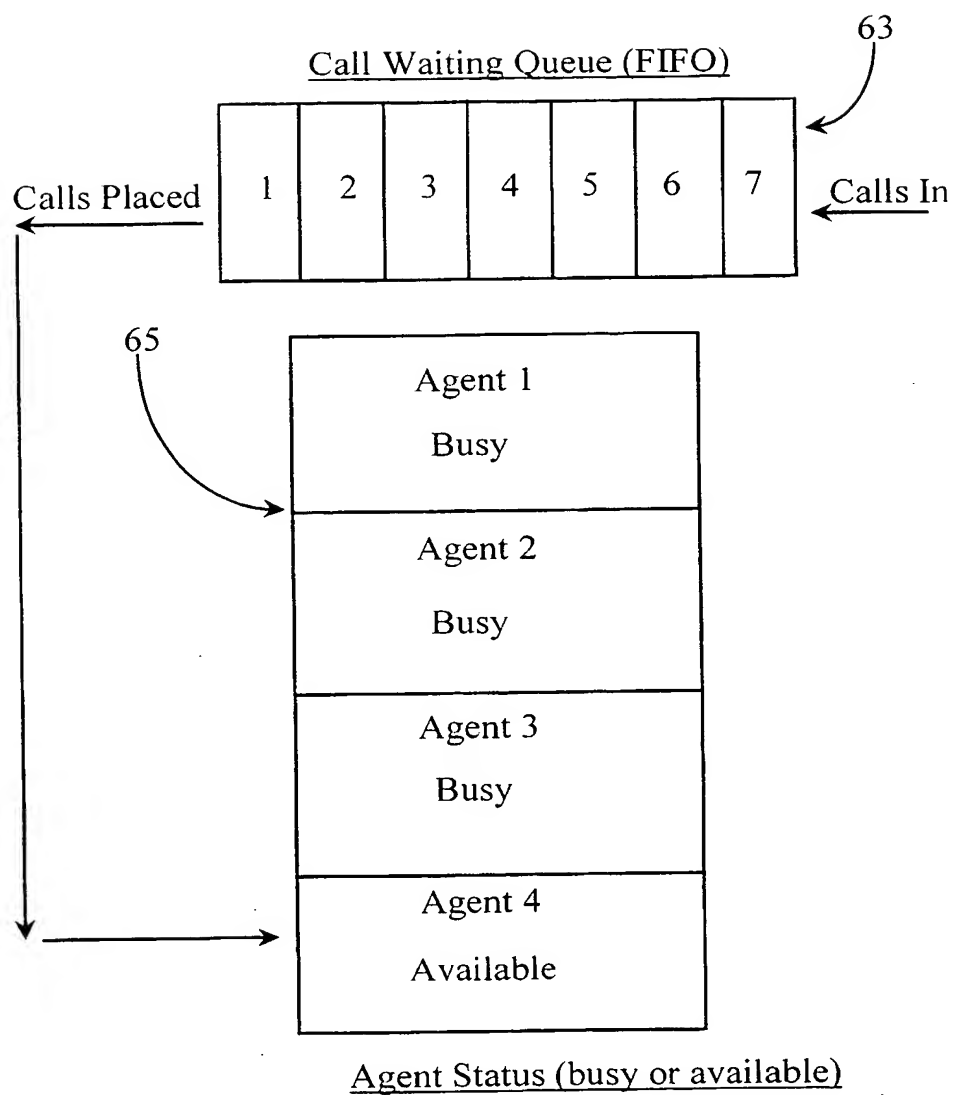 63
Call Waiting Queue (FIFO)
Calls Placed
1 2 3 4 5 6 7
Calls In
65
Agent 1
Busy
Agent 2
Busy
Agent 3
Busy
Agent 4
Available
Agent Status (busy or available)